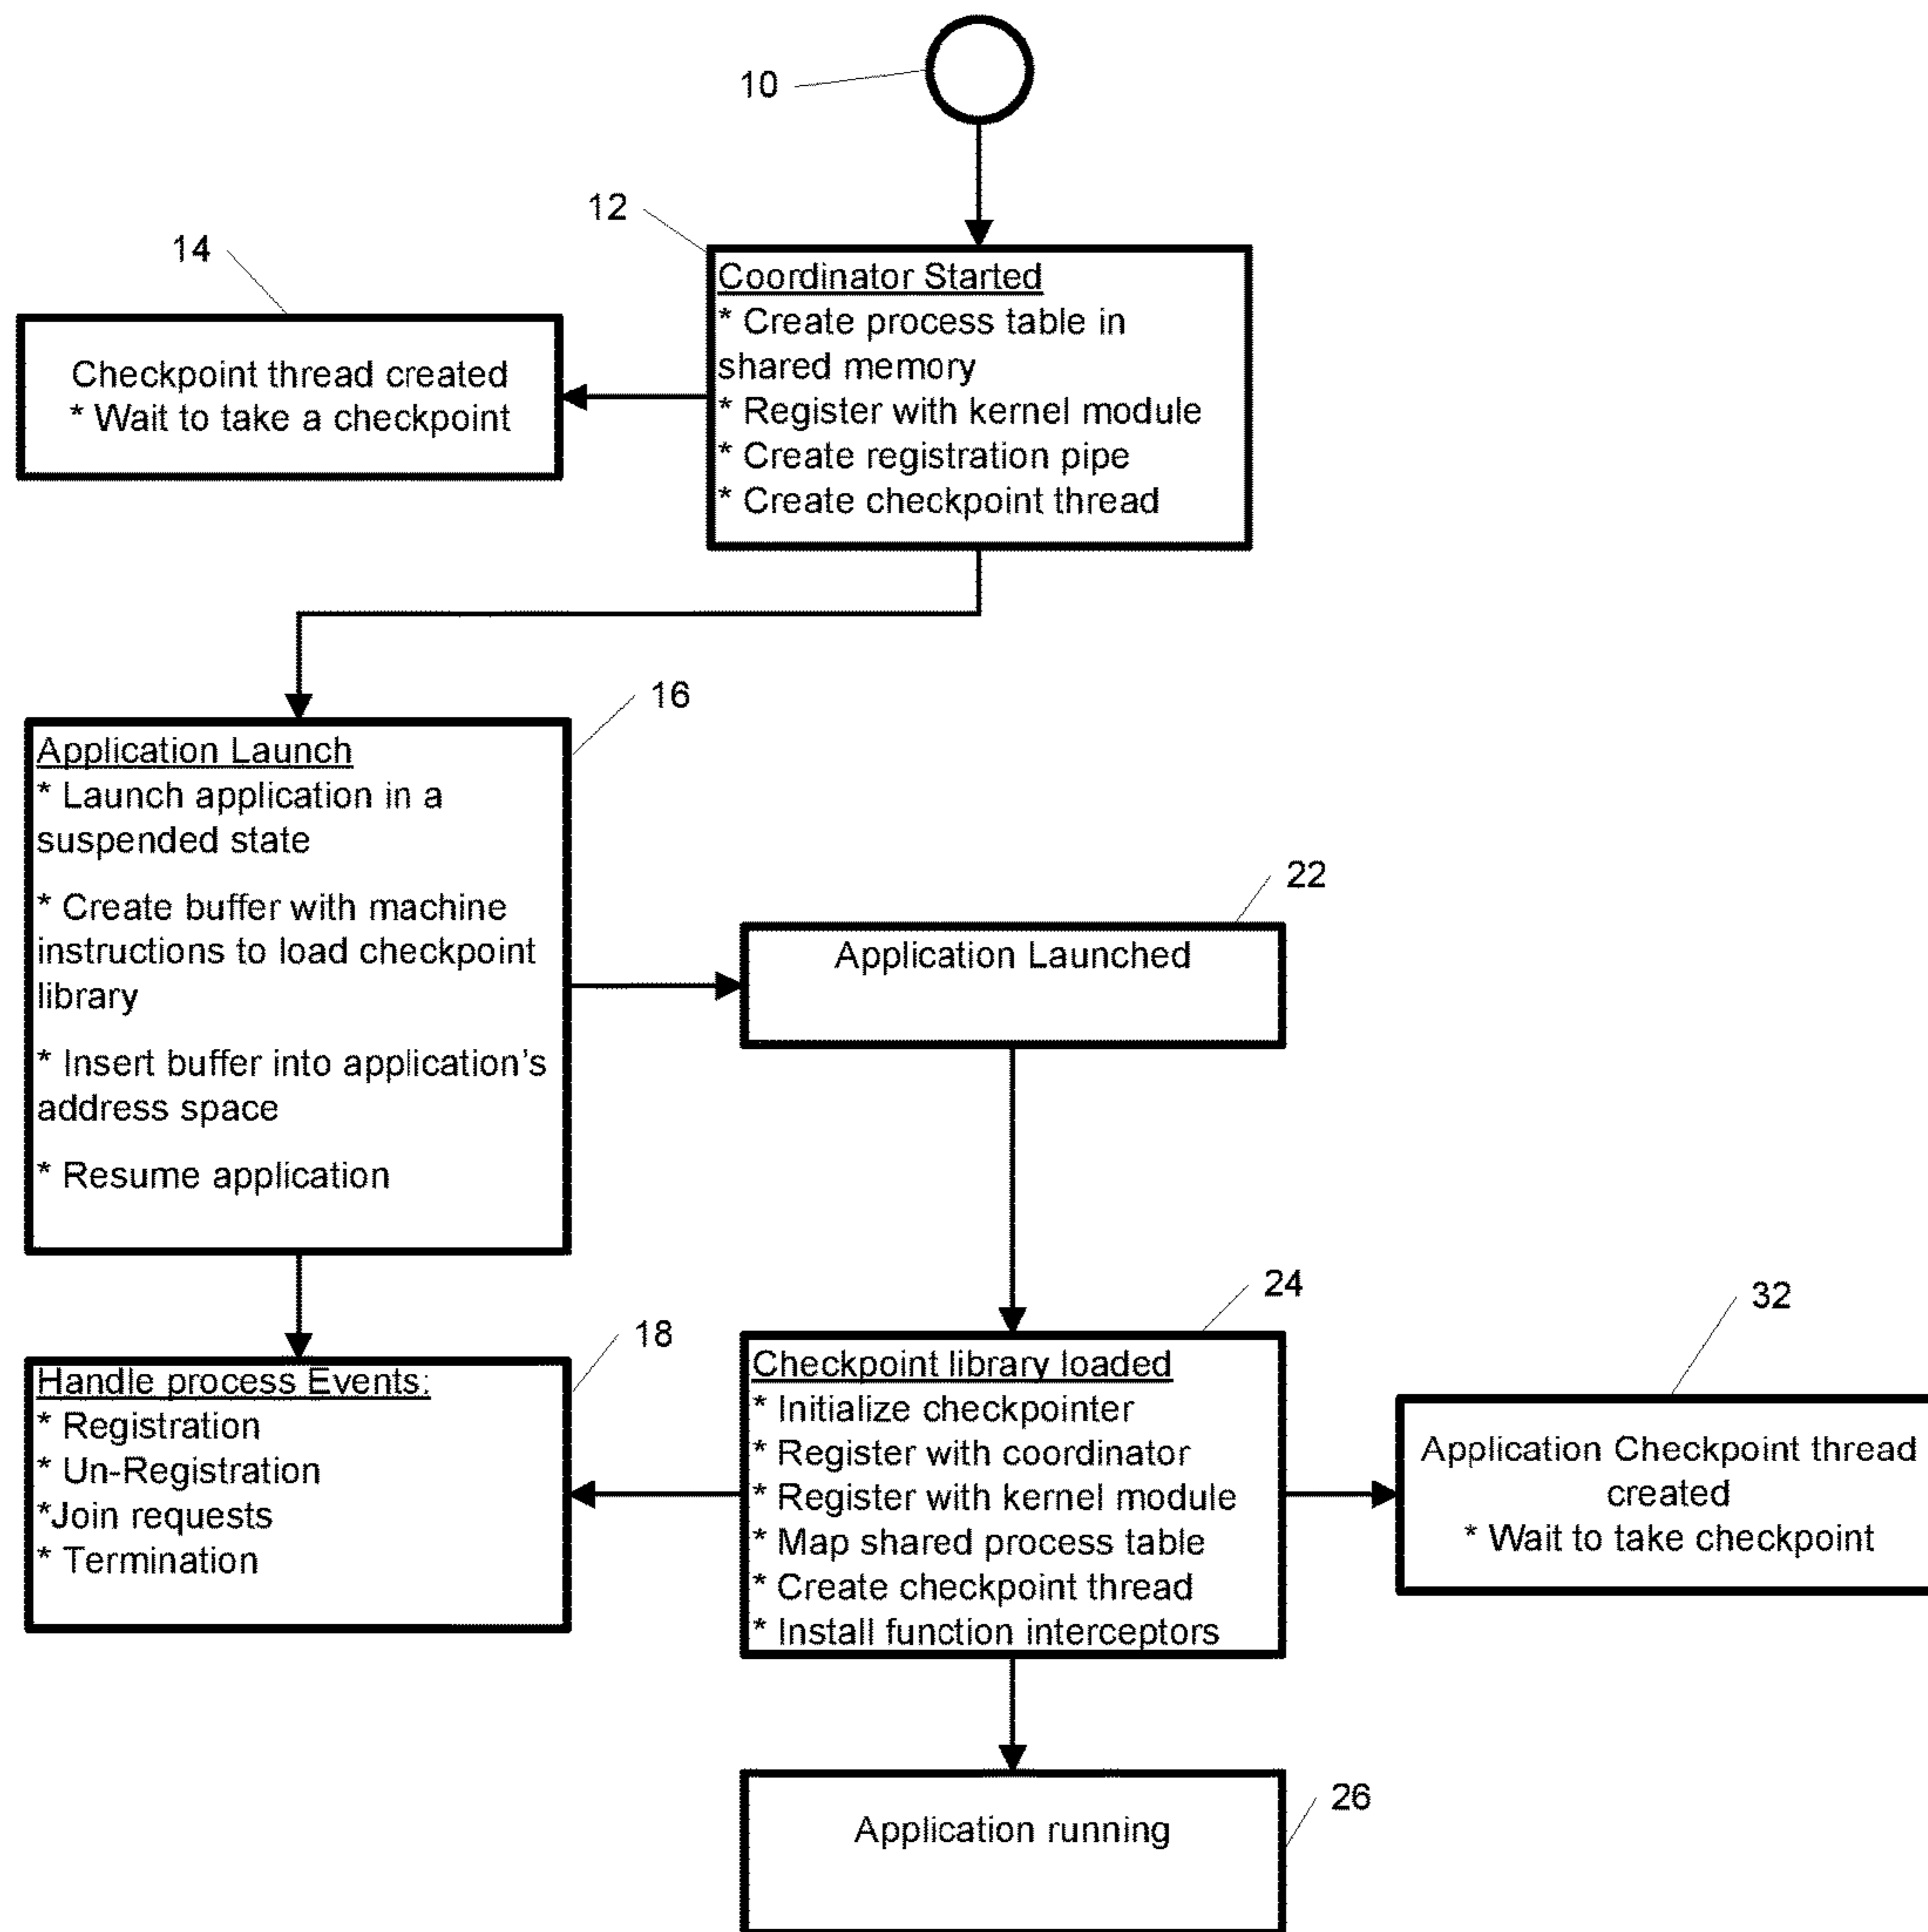 10
12
14
Coordinator Started
* Create process table in
shared memory
* Register with kernel module
* Create registration pipe
* Create checkpoint thread
Checkpoint thread created
* Wait to take a checkpoint
16
Application Launch
* Launch application in a
suspended state
* Create buffer with machine
instructions to load checkpoint
library
* Insert buffer into application's
address space
* Resume application
22
Application Launched
18
Handle process Events:
* Registration
* Un-Registration
*Join requests
* Termination
24
Checkpoint library loaded
* Initialize checkpointer
* Register with coordinator
* Register with kernel module
* Map shared process table
* Create checkpoint thread
* Install function interceptors
32
Application Checkpoint thread
created
* Wait to take checkpoint
26
Application running